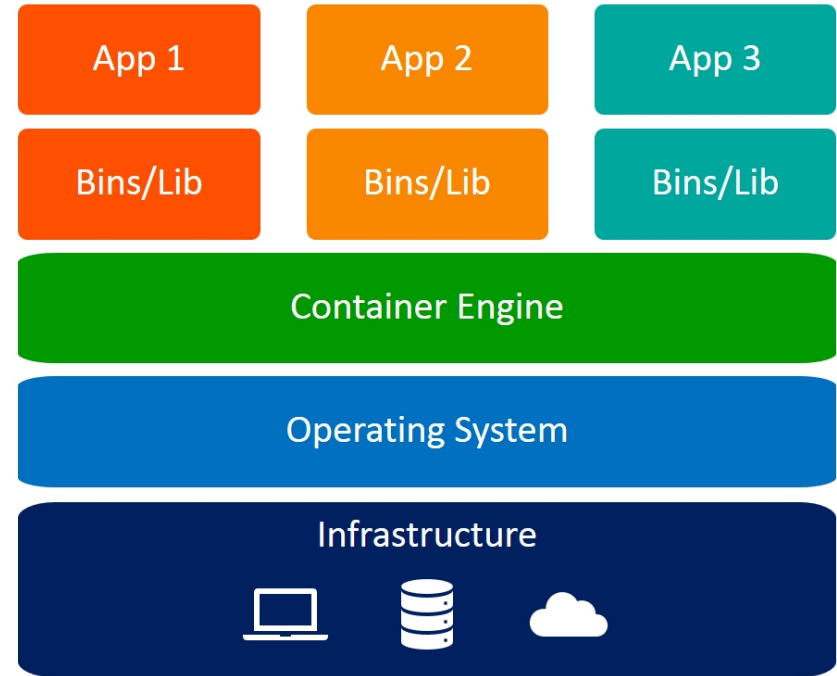 App 1
App 2
App 3
Bins/Lib
Bins/Lib
Bins/Lib
Container Engine
Operating System
Infrastructure